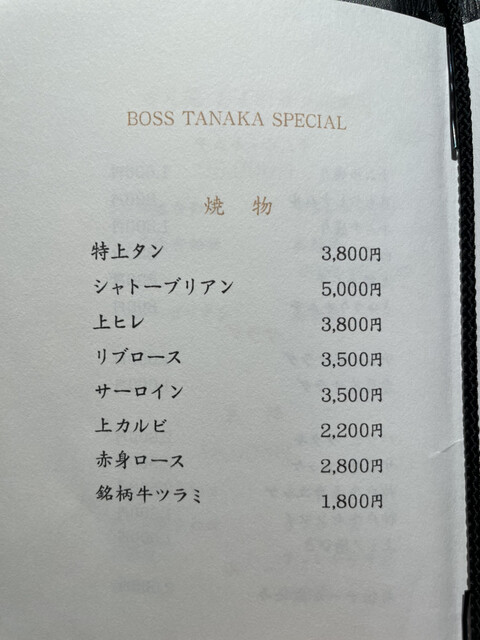 BOSS TANAKA SPECIAL
焼物
特上タン 3,800円
シャトーブリアン 5,000円
上ヒレ 3,800円
リブロース 3,500円
サーロイン 3,500円
上カルビ 2,200円
赤身ロース 2,800円
銘柄牛ツラミ 1,800円